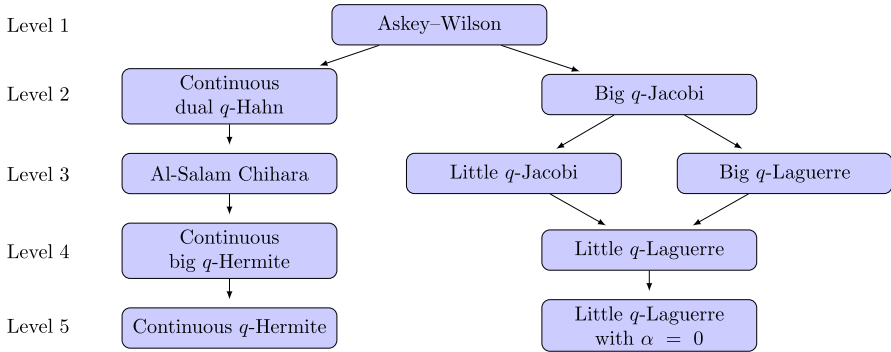 Level 1
Askey–Wilson
Level 2
Continuous
dual q-Hahn
Big q-Jacobi
Level 3
Al-Salam Chihara
Little q-Jacobi
Big q-Laguerre
Level 4
Continuous
big q-Hermite
Little q-Laguerre
Level 5
Continuous q-Hermite
Little q-Laguerre
with α = 0